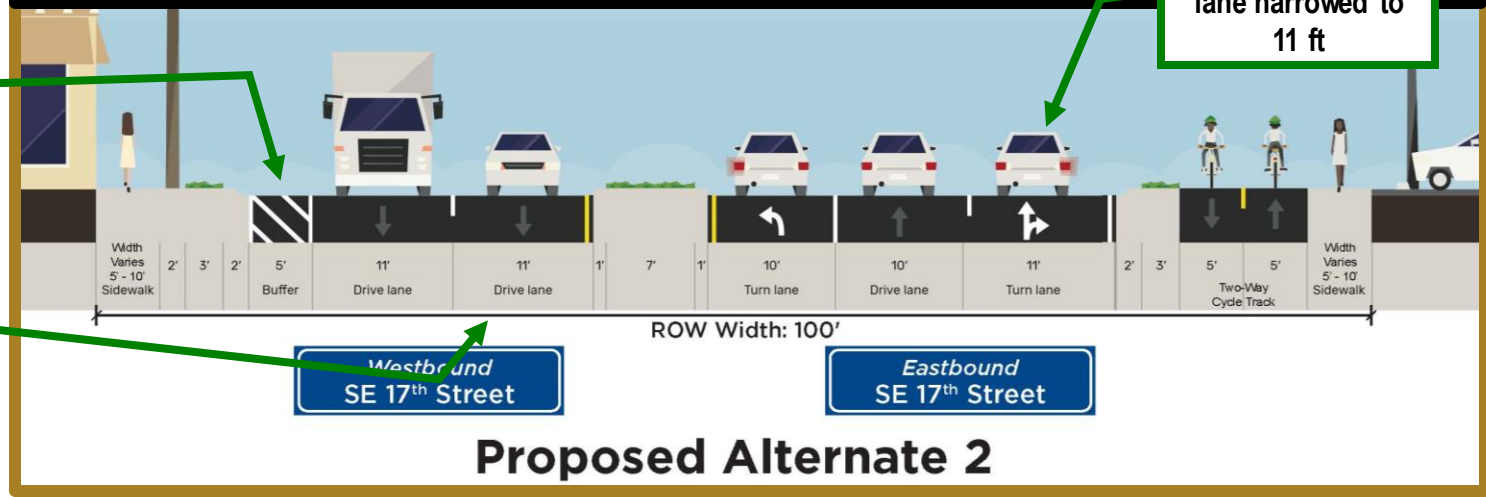 lane narrowed to
11 ft
Width
Varies
5' - 10'
Sidewalk
2'
3'
2'
5'
Buffer
11'
Drive lane
11'
Drive lane
1'
7'
1'
10'
Turn lane
10'
Drive lane
11'
Turn lane
2'
3'
5'
5'
Two-Way
Cycle Track
Width
Varies
5' - 10'
Sidewalk
ROW Width: 100'
Westbound
SE 17th Street
Eastbound
SE 17th Street
Proposed Alternate 2